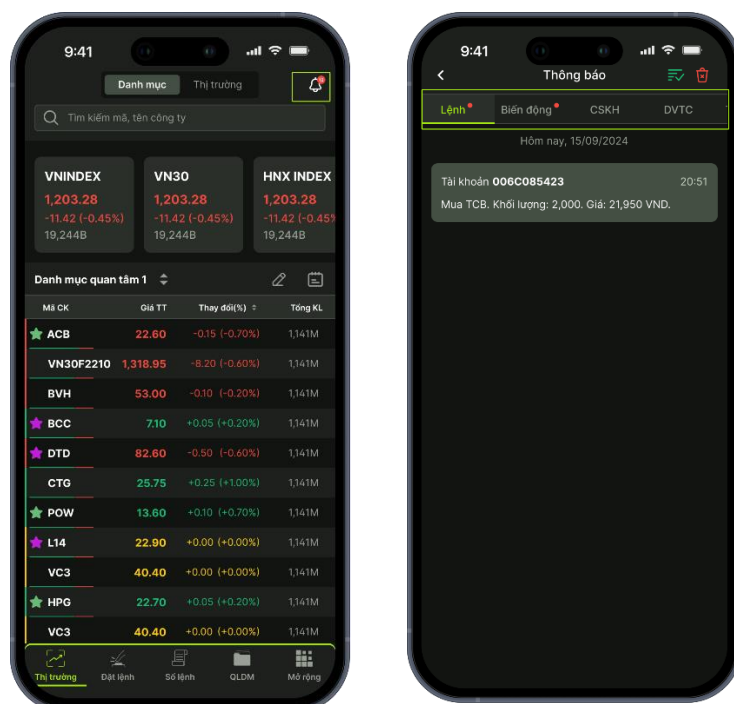 9:41
Danh mục Thị trường
Tìm kiếm mã, tên công ty
VNINDEX VN30 HNX INDEX
1,203.28 1,203.28 1,203.28
-11.42 (-0.45%) -11.42 (-0.45%) -11.42 (-0.45%
19,244B 19,244B 19,244B
Danh mục quan tâm 1
Mã CK Giá TT Thay đổi(%) Tổng KL
ACB 22.60 -0.15 (-0.70%) 1,141M
VN30F2210 1,318.95 -8.20 (-0.60%) 1,141M
BVH 53.00 -0.10 (-0.20%) 1,141M
BCC 7.10 +0.05 (+0.20%) 1,141M
DTD 82.60 -0.50 (-0.60%) 1,141M
CTG 25.75 +0.25 (+1.00%) 1,141M
POW 13.60 +0.10 (+0.70%) 1,141M
L14 22.90 +0.00 (+0.00%) 1,141M
VC3 40.40 +0.00 (+0.00%) 1,141M
HPG 22.70 +0.05 (+0.20%) 1,141M
VC3 40.40 +0.00 (+0.00%) 1,141M
Thị trường Đặt lệnh Sổ lệnh QLDM Mở rộng
9:41
Thông báo
Lệnh Biến động CSKH DVTC
Hôm nay, 15/09/2024
Tài khoản 006C085423 20:51
Mua TCB. Khối lượng: 2,000. Giá: 21,950 VND.